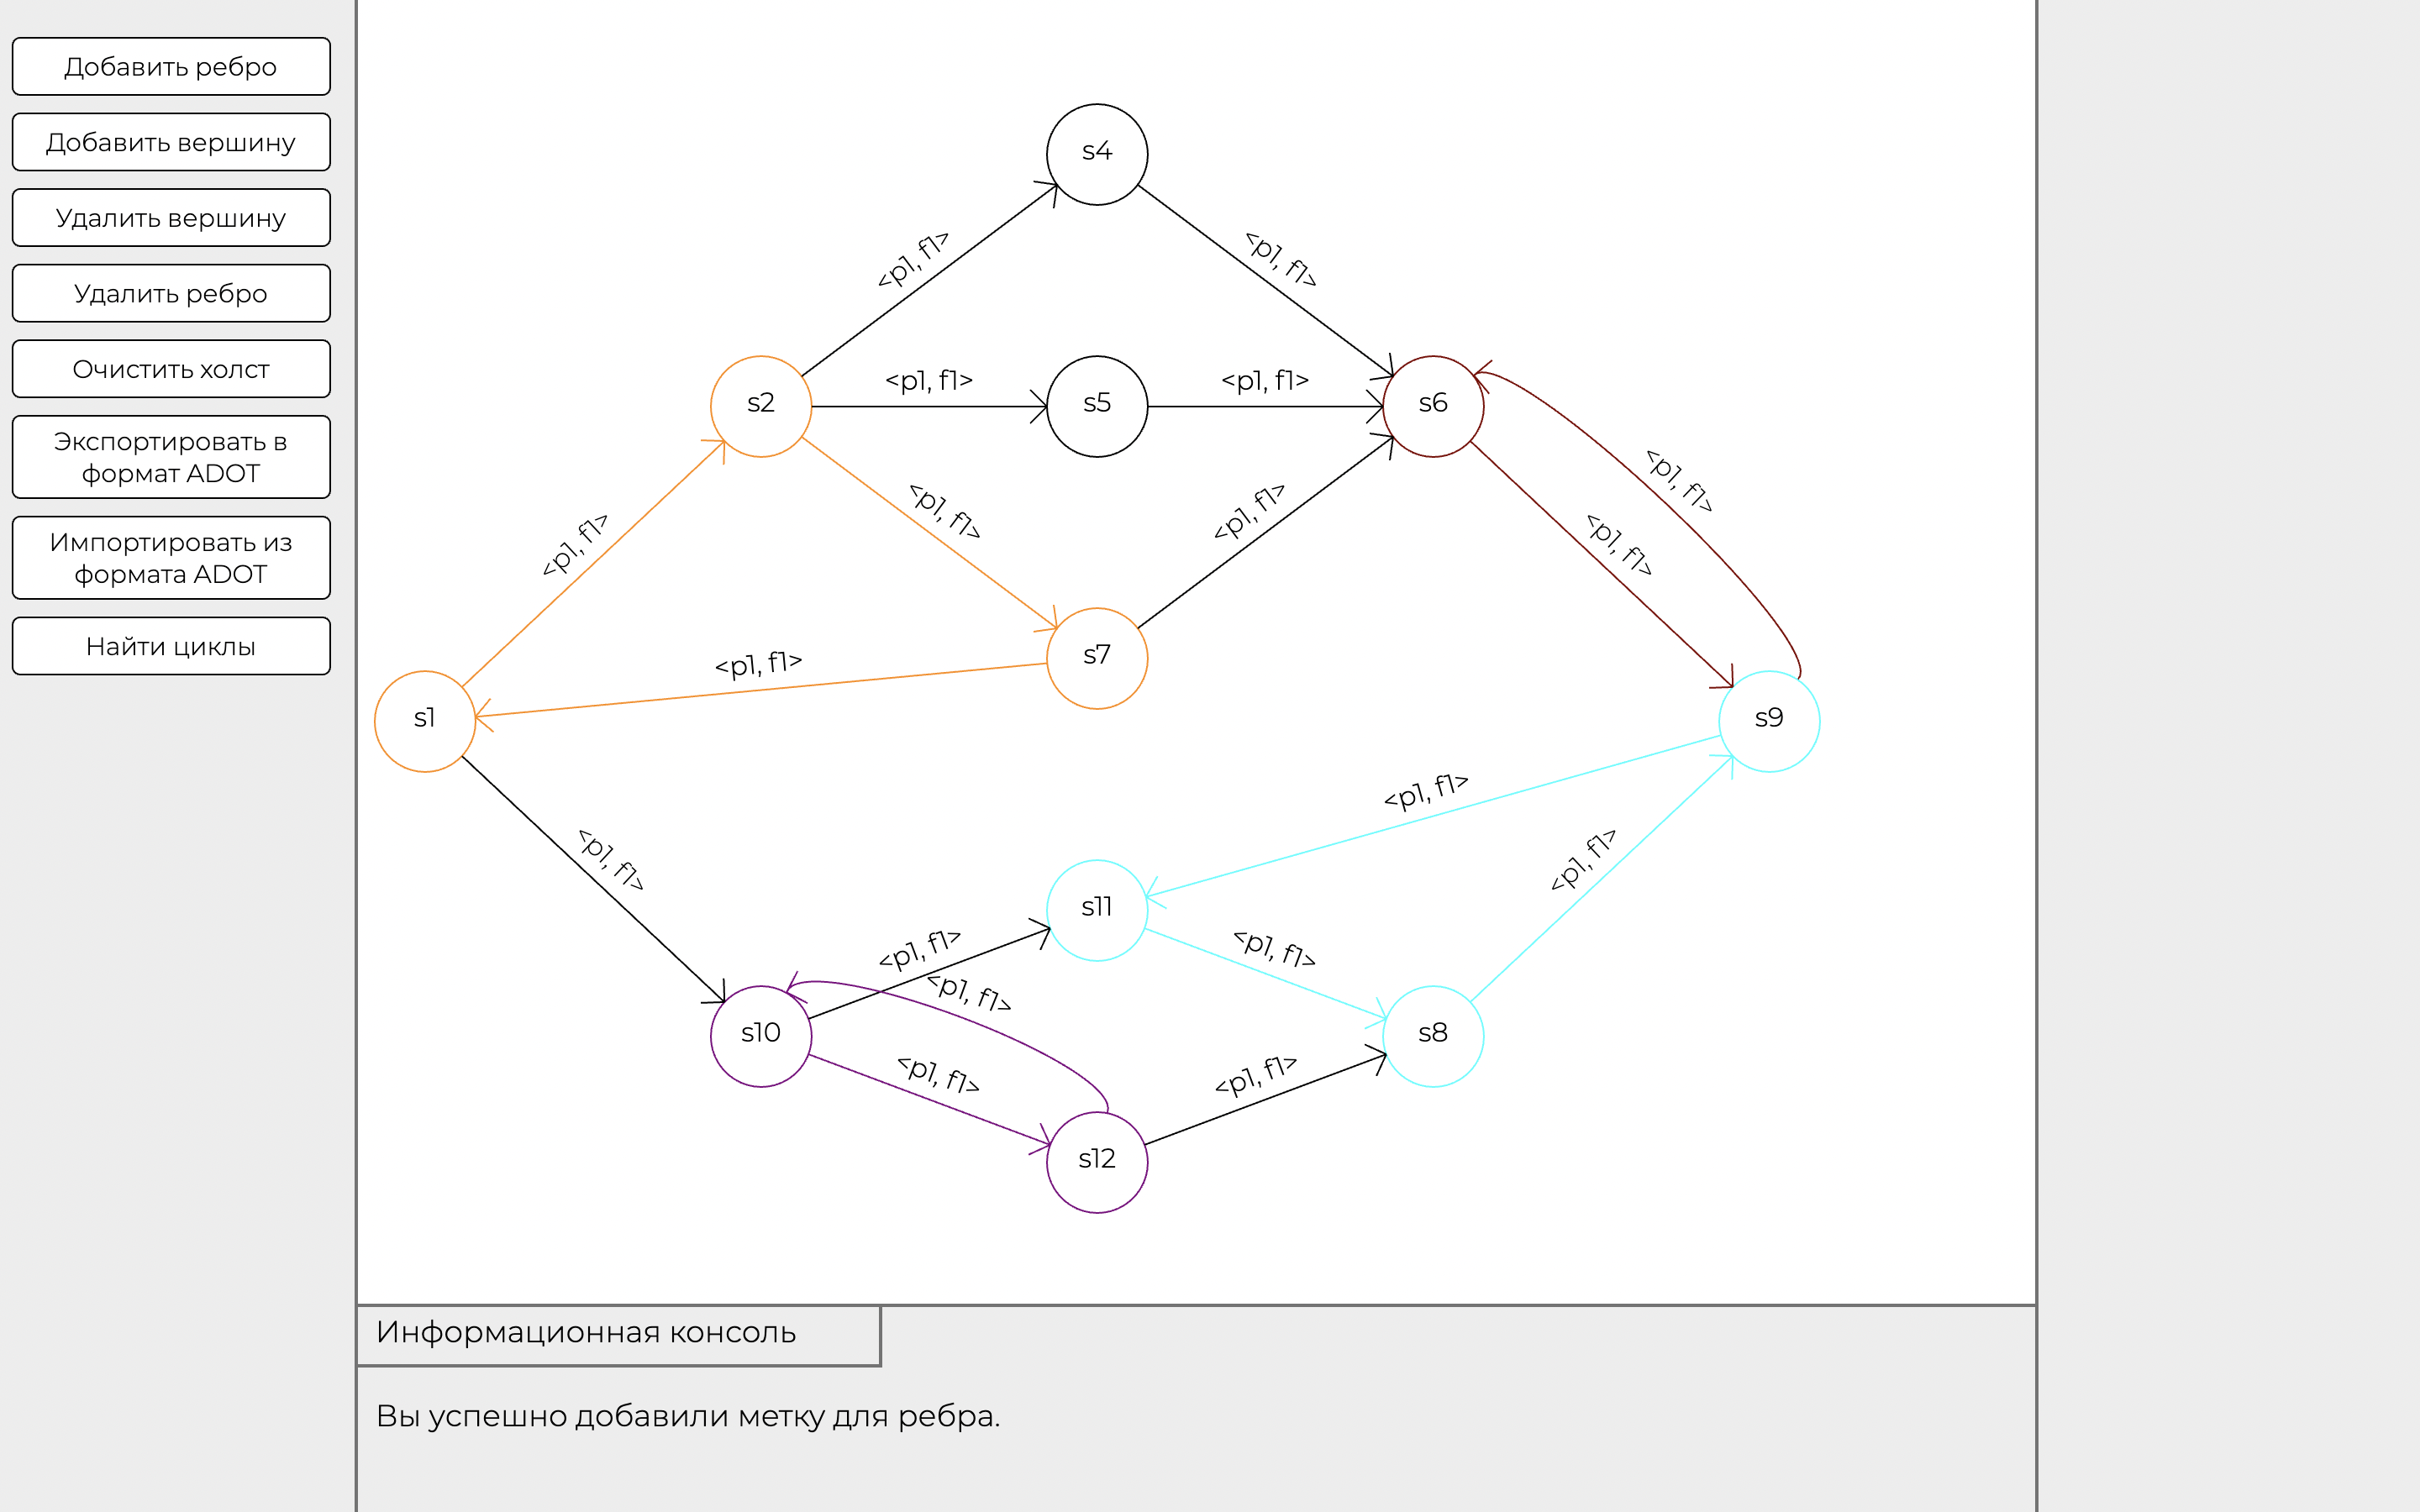 Добавить ребро
Добавить вершину
Удалить вершину
Удалить ребро
Очистить холст
Экспортировать в
формат ADOT
Импортировать из
формата ADOT
Найти циклы
s4
<p1, f1>
<p1, f1>
s2
<p1, f1>
s5
<p1, f1>
s6
<p1, f1>
<p1, f1>
<p1, f1>
<p1, f1>
<p1, f1>
s7
<p1, f1>
s1
s9
<p1, f1>
<p1, f1>
<p1, f1>
s11
<p1, f1>
<p1, f1>
<p1, f1>
s10
s8
<p1, f1>
<p1, f1>
s12
Информационная консоль
Вы успешно добавили метку для ребра.